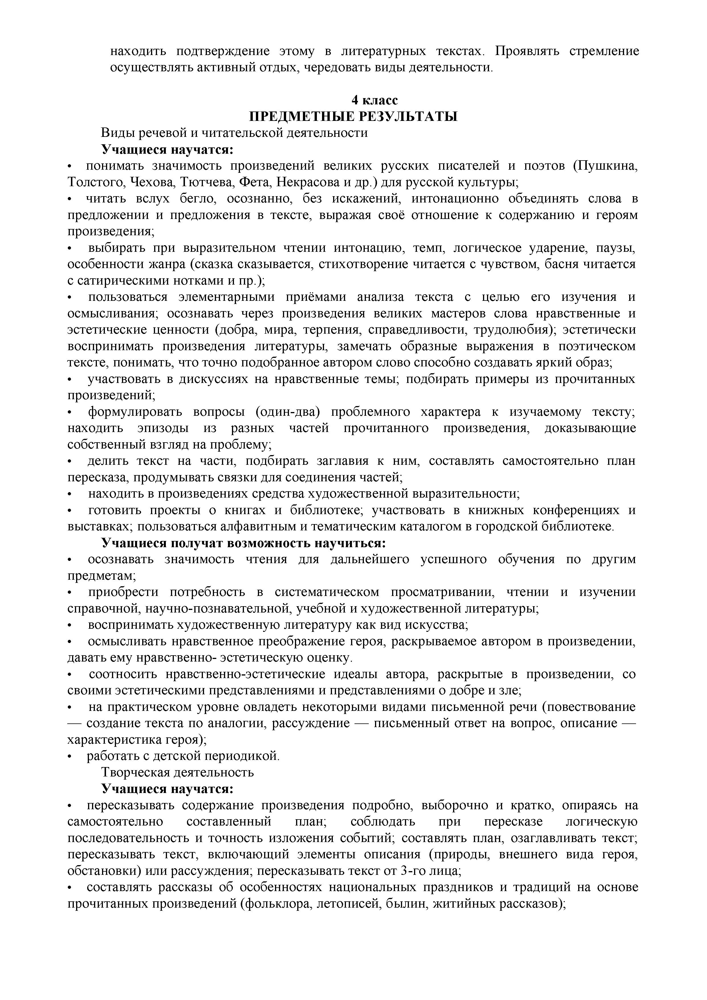 находить подтверждение этому в литературных текстах. Проявлять стремление
осуществлять активный отдых, чередовать виды деятельности.
4 класс
ПРЕДМЕТНЫЕ РЕЗУЛЬТАТЫ
Виды речевой и читательской деятельности
Учащиеся научатся:
• понимать значимость произведений великих русских писателей и поэтов (Пушкина,
Толстого, Чехова, Тютчева, Фета, Некрасова и др.) для русской культуры;
• читать вслух бегло, осознанно, без искажений, интонационно объединять слова в
предложении и предложения в тексте, выражая своё отношение к содержанию и героям
произведения;
• выбирать при выразительном чтении интонацию, темп, логическое ударение, паузы,
особенности жанра (сказка сказывается, стихотворение читается с чувством, басня читается
с сатирическими нотками и пр.);
• пользоваться элементарными приёмами анализа текста с целью его изучения и
осмысливания; осознавать через произведения великих мастеров слова нравственные и
эстетические ценности (добра, мира, терпения, справедливости, трудолюбия); эстетически
воспринимать произведения литературы, замечать образные выражения в поэтическом
тексте, понимать, что точно подобранное автором слово способно создавать яркий образ;
• участвовать в дискуссиях на нравственные темы; подбирать примеры из прочитанных
произведений;
• формулировать вопросы (один-два) проблемного характера к изучаемому тексту;
находить эпизоды из разных частей прочитанного произведения, доказывающие
собственный взгляд на проблему;
• делить текст на части, подбирать заглавия к ним, составлять самостоятельно план
пересказа, продумывать связки для соединения частей;
• находить в произведениях средства художественной выразительности;
• готовить проекты о книгах и библиотеке; участвовать в книжных конференциях и
выставках; пользоваться алфавитным и тематическим каталогом в городской библиотеке.
Учащиеся получат возможность научиться:
• осознавать значимость чтения для дальнейшего успешного обучения по другим
предметам;
• приобрести потребность в систематическом просматривании, чтении и изучении
справочной, научно-познавательной, учебной и художественной литературы;
• воспринимать художественную литературу как вид искусства;
• осмысливать нравственное преображение героя, раскрываемое автором в произведении,
давать ему нравственно- эстетическую оценку.
• соотносить нравственно-эстетические идеалы автора, раскрытые в произведении, со
своими эстетическими представлениями и представлениями о добре и зле;
• на практическом уровне овладеть некоторыми видами письменной речи (повествование
— создание текста по аналогии, рассуждение — письменный ответ на вопрос, описание —
характеристика героя);
• работать с детской периодикой.
Творческая деятельность
Учащиеся научатся:
• пересказывать содержание произведения подробно, выборочно и кратко, опираясь на
самостоятельно составленный план; соблюдать при пересказе логическую
последовательность и точность изложения событий; составлять план, озаглавливать текст;
пересказывать текст, включающий элементы описания (природы, внешнего вида героя,
обстановки) или рассуждения; пересказывать текст от 3-го лица;
• составлять рассказы об особенностях национальных праздников и традиций на основе
прочитанных произведений (фольклора, летописей, былин, житийных рассказов);